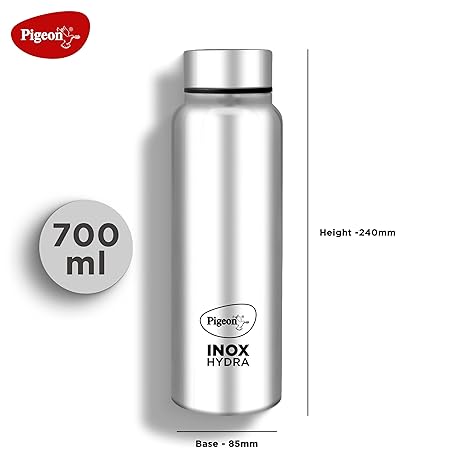 Pigeon
700
ml
Height -240mm
Pigeon
INOX
HYDRA
Base - 85mm